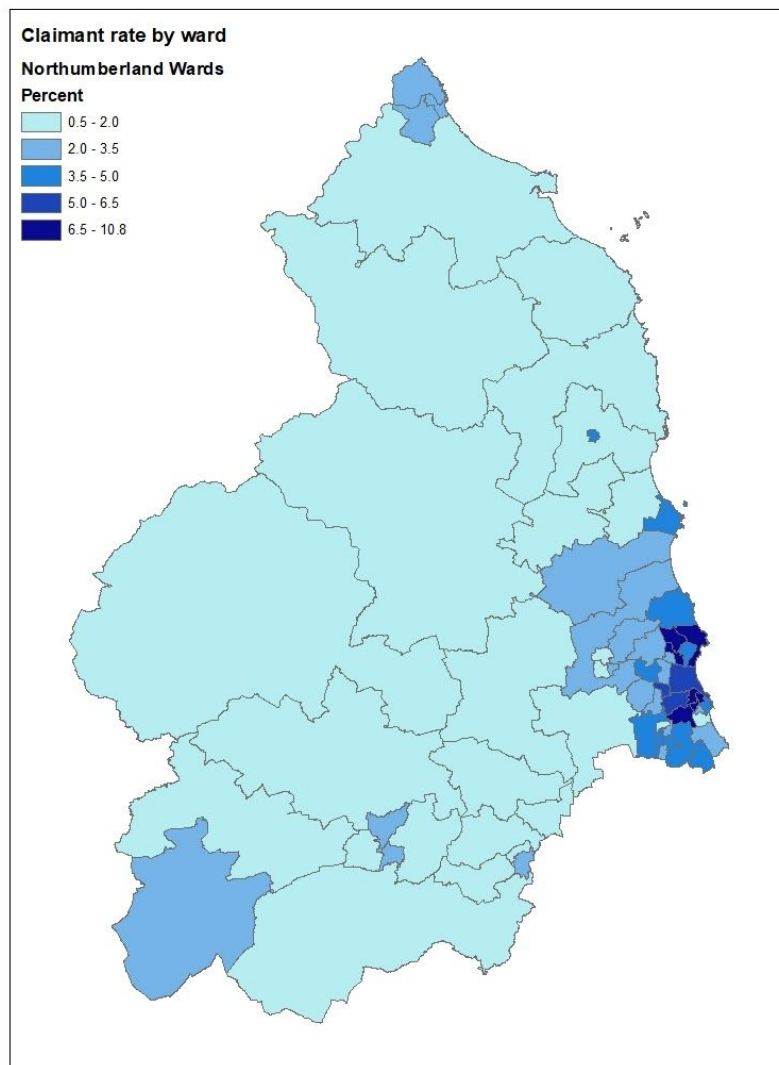 Claimant rate by ward
Northumberland Wards
Percent
0.5 - 2.0
2.0 - 3.5
3.5 - 5.0
5.0 - 6.5
6.5 - 10.8